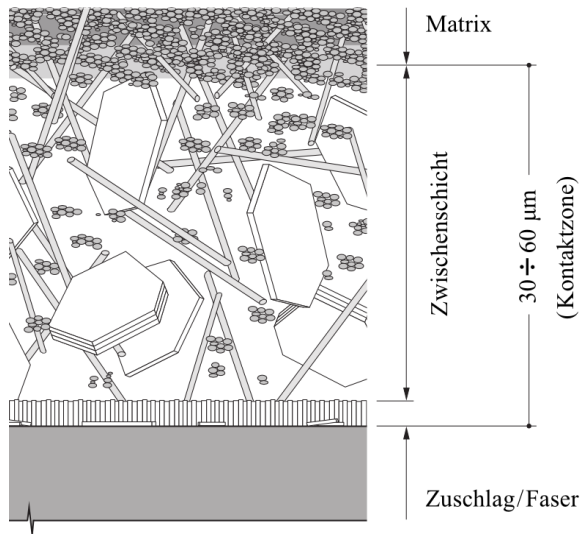 Matrix
Zwischenschicht
30 ÷ 60 µm
(Kontaktzone)
Zuschlag/Faser